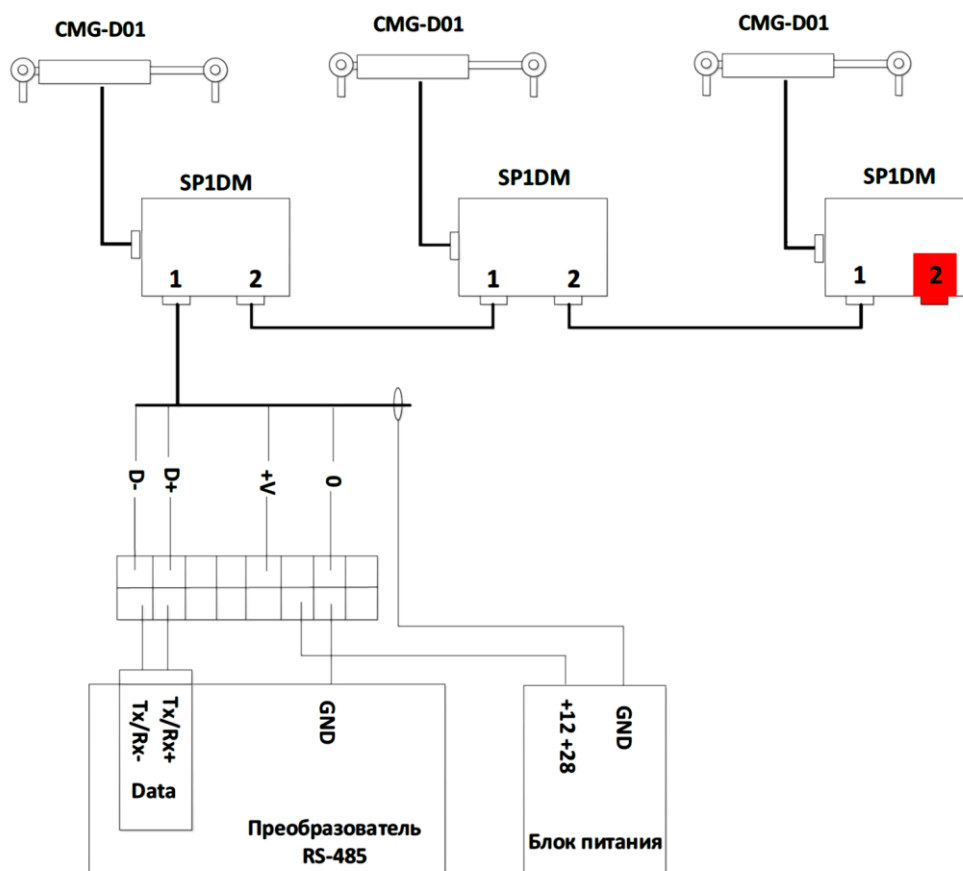 CMG-D01
CMG-D01
CMG-D01
SP1DM
SP1DM
SP1DM
1
2
1
2
1
2
D-
D+
+V
0
Tx/Rx-
Tx/Rx+
Data
GND
Преобразователь
RS-485
+12 +28
GND
Блок питания